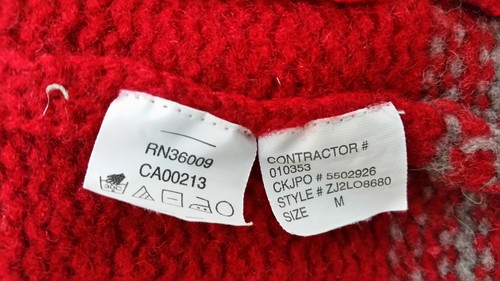 RN36009
CA00213
CONTRACTOR #
010353
CKJPO # 5502926
STYLE # ZJ2LO8680
SIZE M